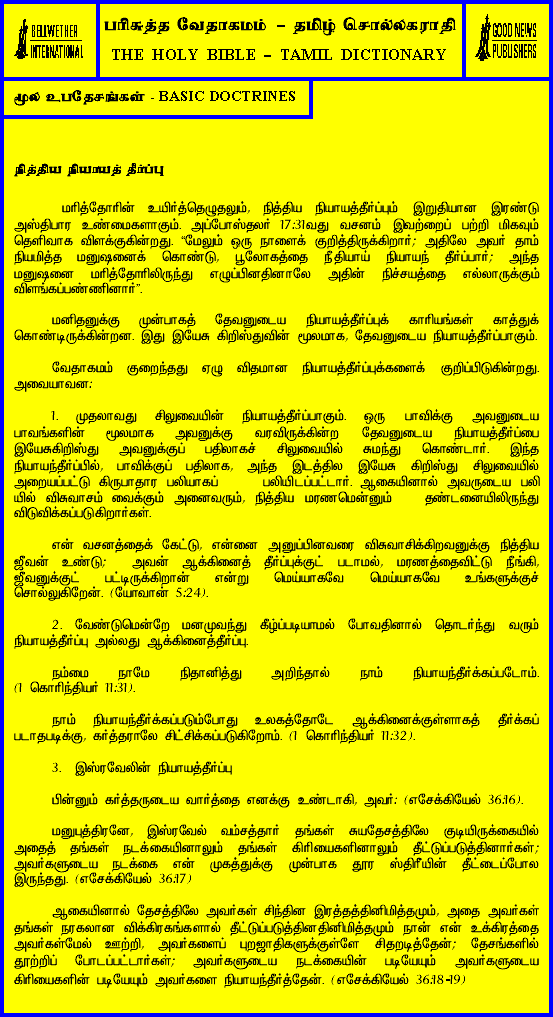 BELLWETHER
INTERNATIONAL
பரிசுத்த வேதாகமம் – தமிழ் சொல்லகராதி
THE HOLY BIBLE – TAMIL DICTIONARY
GOOD NEWS
PUBLISHERS
மூல உபதேசங்கள் - BASIC DOCTRINES
நித்திய நியாயத் தீர்ப்பு
மரித்தோரின் உயிர்த்தெழுதலும், நித்திய நியாயத்தீர்ப்பும் இறுதியான இரண்டு
அஸ்திபார உண்மைகளாகும். அப்போஸ்தலர் 17:31வது வசனம் இவற்றைப் பற்றி மிகவும்
தெளிவாக விளக்குகின்றது. “மேலும் ஒரு நாளைக் குறித்திருக்கிறார்; அதிலே அவர் தாம்
நியமித்த மனுஷனைக் கொண்டு, பூலோகத்தை நீதியாய் நியாயந் தீர்ப்பார்; அந்த
மனுஷனை மரித்தோரிலிருந்து எழுப்பினதினாலே அதின் நிச்சயத்தை எல்லாருக்கும்
விளங்கப்பண்ணினார்”.
மனிதனுக்கு முன்பாகத் தேவனுடைய நியாயத்தீர்ப்புக் காரியங்கள் காத்துக்
கொண்டிருக்கின்றன. இது இயேசு கிறிஸ்துவின் மூலமாக, தேவனுடைய நியாயத்தீர்ப்பாகும்.
வேதாகமம் குறைந்தது ஏழு விதமான நியாயத்தீர்ப்புக்களைக் குறிப்பிடுகின்றது.
அவையாவன:
1. முதலாவது சிலுவையின் நியாயத்தீர்ப்பாகும். ஒரு பாவிக்கு அவனுடைய
பாவங்களின் மூலமாக அவனுக்கு வரவிருக்கின்ற தேவனுடைய நியாயத்தீர்ப்பை
இயேசுகிறிஸ்து அவனுக்குப் பதிலாகச் சிலுவையில் சுமந்து கொண்டார். இந்த
நியாயந்தீர்ப்பில், பாவிக்குப் பதிலாக, அந்த இடத்தில இயேசு கிறிஸ்து சிலுவையில்
அறையப்பட்டு கிருபாதார பலியாகப் பலியிடப்பட்டார். ஆகையினால் அவருடைய பலி
யில் விசுவாசம் வைக்கும் அனைவரும், நித்திய மரணமென்னும் தண்டனையிலிருந்து
விடுவிக்கப்படுகிறார்கள்.
என் வசனத்தைக் கேட்டு, என்னை அனுப்பினவரை விசுவாசிக்கிறவனுக்கு நித்திய
ஜீவன் உண்டு; அவன் ஆக்கினைத் தீர்ப்புக்குட் படாமல், மரணத்தைவிட்டு நீங்கி,
ஜீவனுக்குட் பட்டிருக்கிறான் என்று மெய்யாகவே மெய்யாகவே உங்களுக்குச்
சொல்லுகிறேன். (யோவான் 5:24).
2. வேண்டுமென்றே மனமுவந்து கீழ்ப்படியாமல் போவதினால் தொடர்ந்து வரும்
நியாயத்தீர்ப்பு அல்லது ஆக்கினைத்தீர்ப்பு.
நம்மை நாமே நிதானித்து அறிந்தால் நாம் நியாயந்தீர்க்கப்படோம்.
(1 கொரிந்தியர் 11:31).
நாம் நியாயந்தீர்க்கப்படும்போது உலகத்தோடே ஆக்கினைக்குள்ளாகத் தீர்க்கப்
படாதபடிக்கு, கர்த்தராலே சிட்சிக்கப்படுகிறோம். (1 கொரிந்தியர் 11:32).
3. இஸ்ரவேலின் நியாயத்தீர்ப்பு
பின்னும் கர்த்தருடைய வார்த்தை எனக்கு உண்டாகி, அவர்: (எசேக்கியேல் 36:16).
மனுபுத்திரனே, இஸ்ரவேல் வம்சத்தார் தங்கள் சுயதேசத்திலே குடியிருக்கையில்
அதைத் தங்கள் நடக்கையினாலும் தங்கள் கிரியைகளினாலும் தீட்டுப்படுத்தினார்கள்;
அவர்களுடைய நடக்கை என் முகத்துக்கு முன்பாக தூர ஸ்திரீயின் தீட்டைப்போல
இருந்தது. (எசேக்கியேல் 36:17)
ஆகையினால் தேசத்திலே அவர்கள் சிந்தின இரத்தத்தினிமித்தமும், அதை அவர்கள்
தங்கள் நரகலான விக்கிரகங்களால் தீட்டுப்படுத்தினதினிமித்தமும் நான் என் உக்கிரத்தை
அவர்கள்மேல் ஊற்றி, அவர்களைப் புறஜாதிகளுக்குள்ளே சிதறடித்தேன்; தேசங்களில்
தூற்றிப் போடப்பட்டார்கள்; அவர்களுடைய நடக்கையின் படியேயும் அவர்களுடைய
கிரியைகளின் படியேயும் அவர்களை நியாயந்தீர்த்தேன். (எசேக்கியேல் 36:18-19)